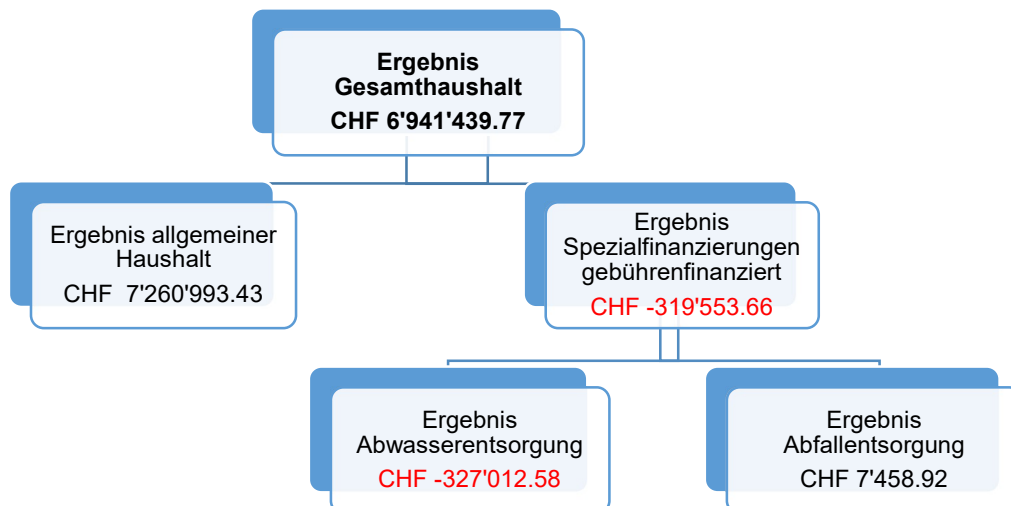 Ergebnis
Gesamthaushalt
CHF 6'941'439.77
Ergebnis allgemeiner
Haushalt
CHF 7'260'993.43
Ergebnis
Spezialfinanzierungen
gebührenfinanziert
CHF -319'553.66
Ergebnis
Abwasserentsorgung
CHF -327'012.58
Ergebnis
Abfallentsorgung
CHF 7'458.92